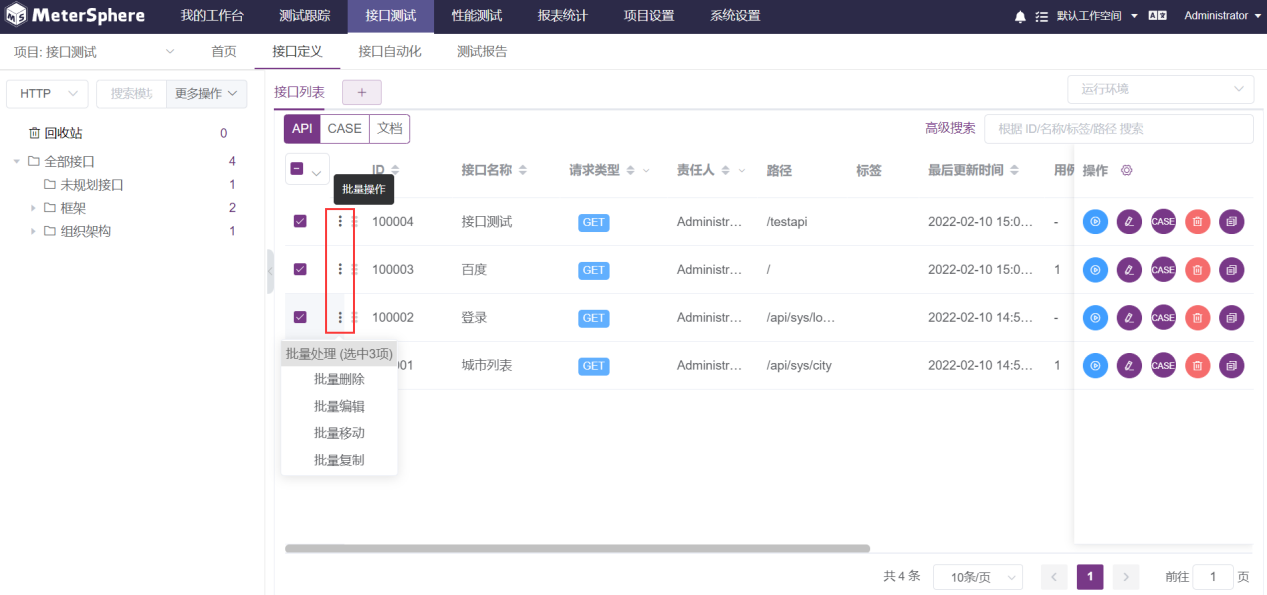 MeterSphere 我的工作台 测试跟踪 接口测试 性能测试 报表统计 项目设置 系统设置 默认工作空间 Administrator
项目: 接口测试 首页 接口定义 接口自动化 测试报告
HTTP 搜索模块 更多操作
接口列表 + 运行环境
回收站 0
全部接口 4
未规划接口 1
框架 2
组织架构 1
API CASE 文档 高级搜索 根据 ID/名称/标签/路径 搜索
ID 接口名称 请求类型 责任人 路径 标签 最后更新时间 用例 操作
批量操作
100004 接口测试 GET Administr... /testapi 2022-02-10 15:0... - CASE
100003 百度 GET Administr... / 2022-02-10 15:0... 1 CASE
100002 登录 GET Administr... /api/sys/lo... 2022-02-10 14:5... - CASE
01 城市列表 GET Administr... /api/sys/city 2022-02-10 14:5... 1 CASE
批量处理 (选中3项)
批量删除
批量编辑
批量移动
批量复制
共 4 条 10条/页 < 1 > 前往 1 页